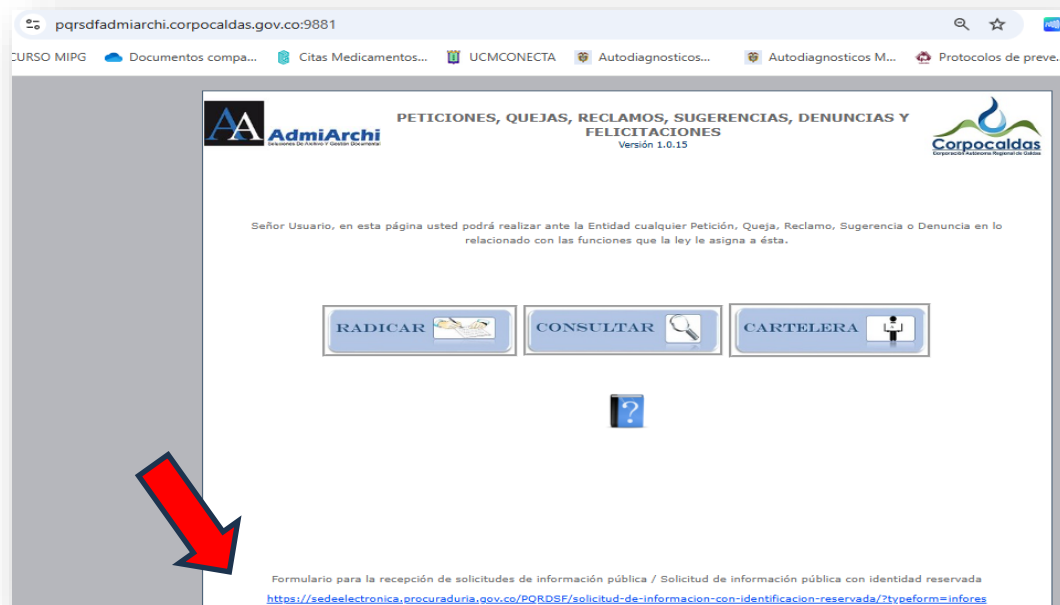 pqrsdfadmiarchi.corpocaldas.gov.co:9881
CURSO MIPG Documentos compa... Citas Medicamentos... UCMCONECTA Autodiagnosticos... Autodiagnosticos M... Protocolos de preve.
AA AdmiArchi
Soluciones De Archivo Y Gestión Documental
PETICIONES, QUEJAS, RECLAMOS, SUGERENCIAS, DENUNCIAS Y
FELICITACIONES
Versión 1.0.15
Corpocaldas
Corporación Autónoma Regional de Caldas
Señor Usuario, en esta página usted podrá realizar ante la Entidad cualquier Petición, Queja, Reclamo, Sugerencia o Denuncia en lo
relacionado con las funciones que la ley le asigna a ésta.
RADICAR CONSULTAR CARTELERA
?
Formulario para la recepción de solicitudes de información pública / Solicitud de información pública con identidad reservada
https://sedeelectronica.procuraduria.gov.co/PQRDSF/solicitud-de-informacion-con-identificacion-reservada/?typeform=infores